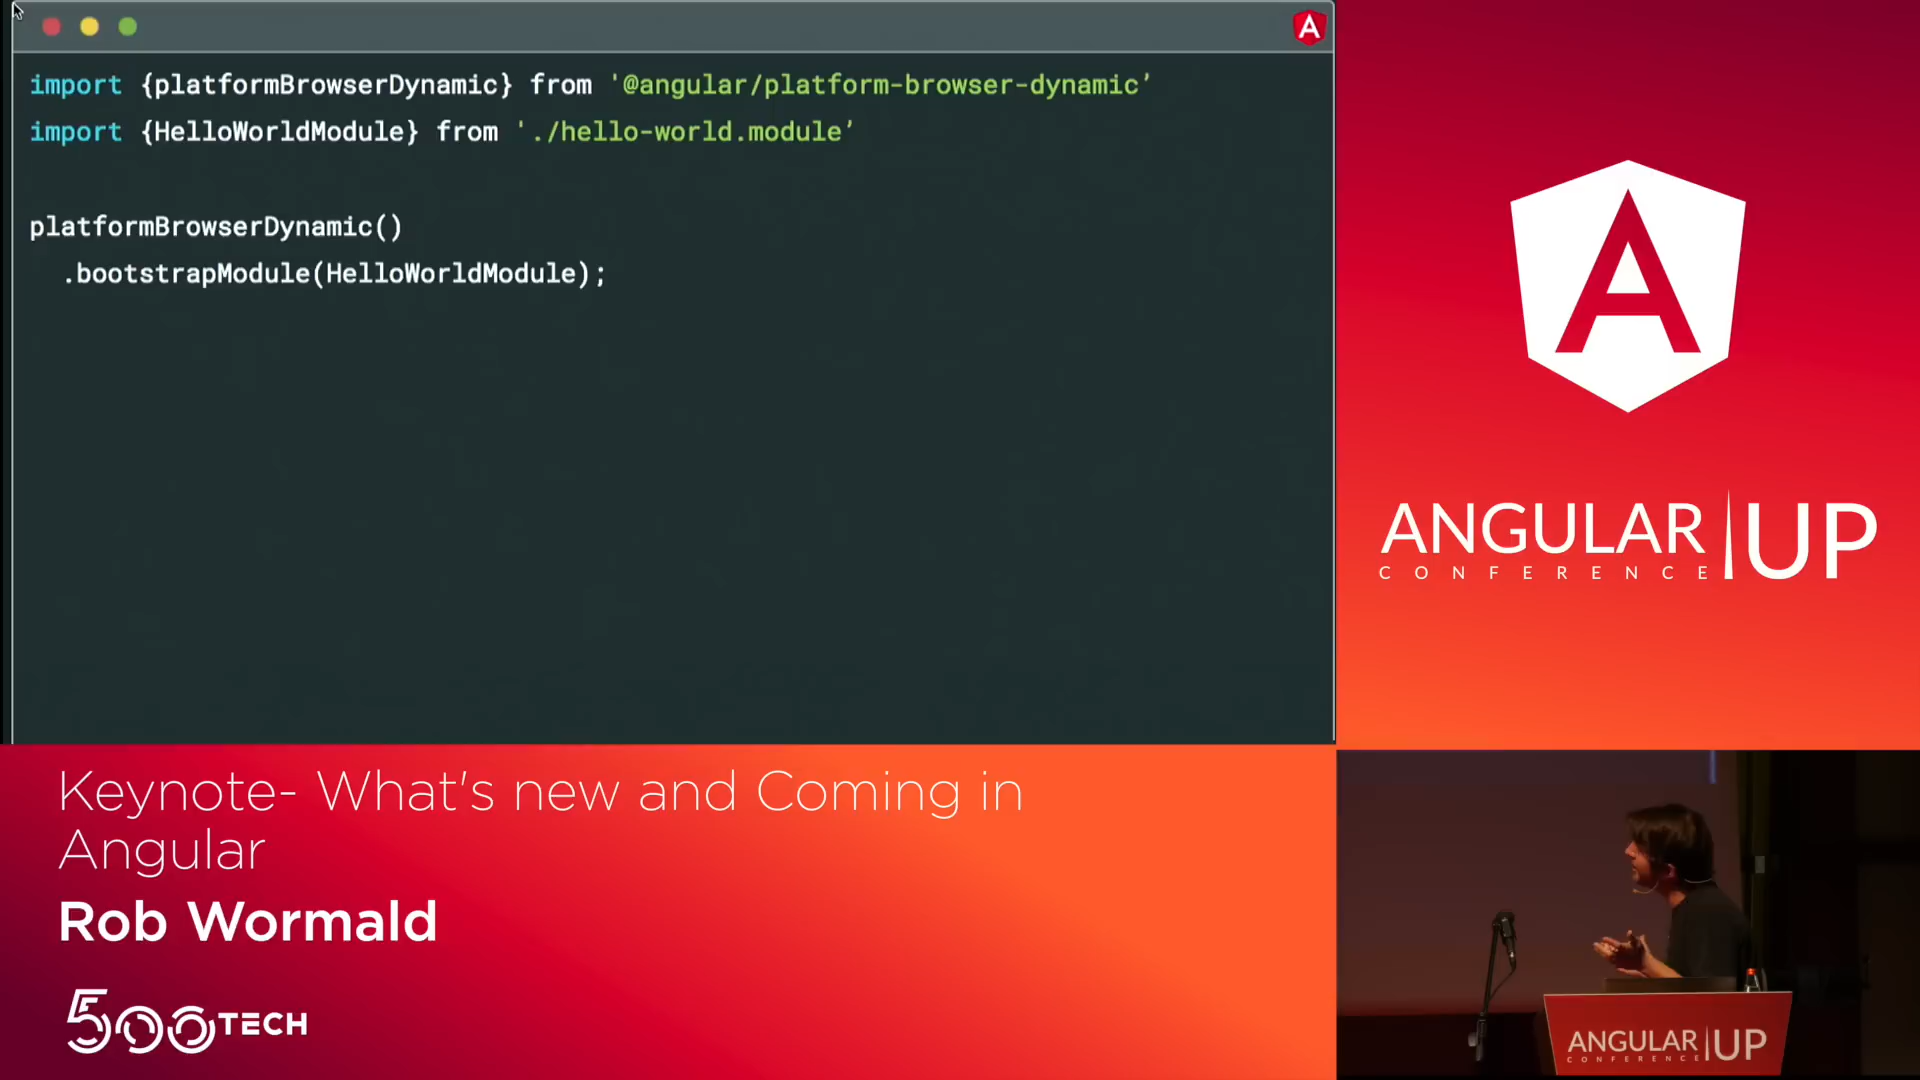 import {platformBrowserDynamic} from '@angular/platform-browser-dynamic’
import {HelloWorldModule} from './hello-world.module’
platformBrowserDynamic()
.bootstrapModule(HelloWorldModule);
A
A
ANGULAR UP
CONFERENCE
Keynote- What's new and Coming in
Angular
Rob Wormald
500TECH
ANGULAR UP
CONFERENCE